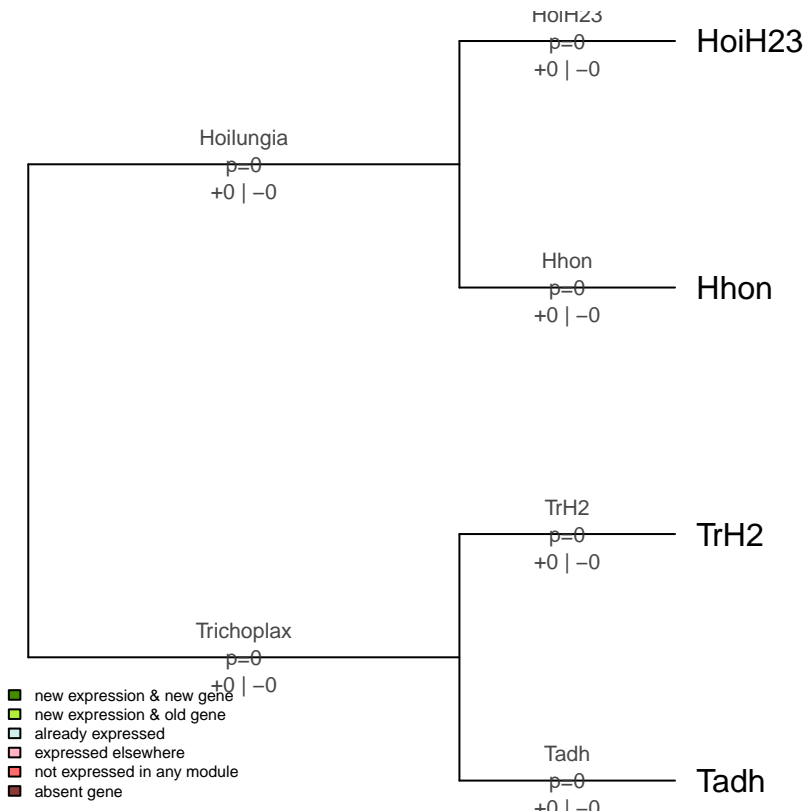 HoiH23
p=0
+0 | −0
HoiH23
Hoilungia
p=0
+0 | −0
Hhon
p=0
+0 | −0
Hhon
TrH2
p=0
+0 | −0
TrH2
Trichoplax
p=0
+0 | −0
new expression & new gene
new expression & old gene
already expressed
expressed elsewhere
not expressed in any module
absent gene
Tadh
p=0
+0 | −0
Tadh